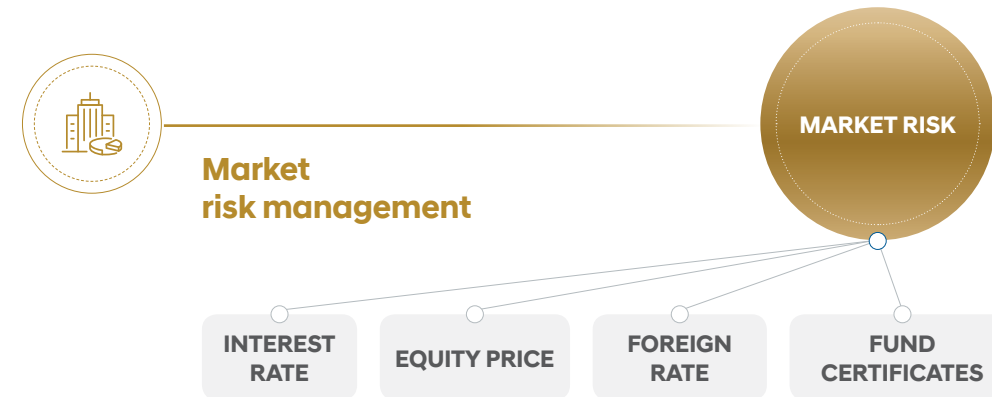 MARKET RISK
Market
risk management
INTEREST
RATE
EQUITY PRICE
FOREIGN
RATE
FUND
CERTIFICATES